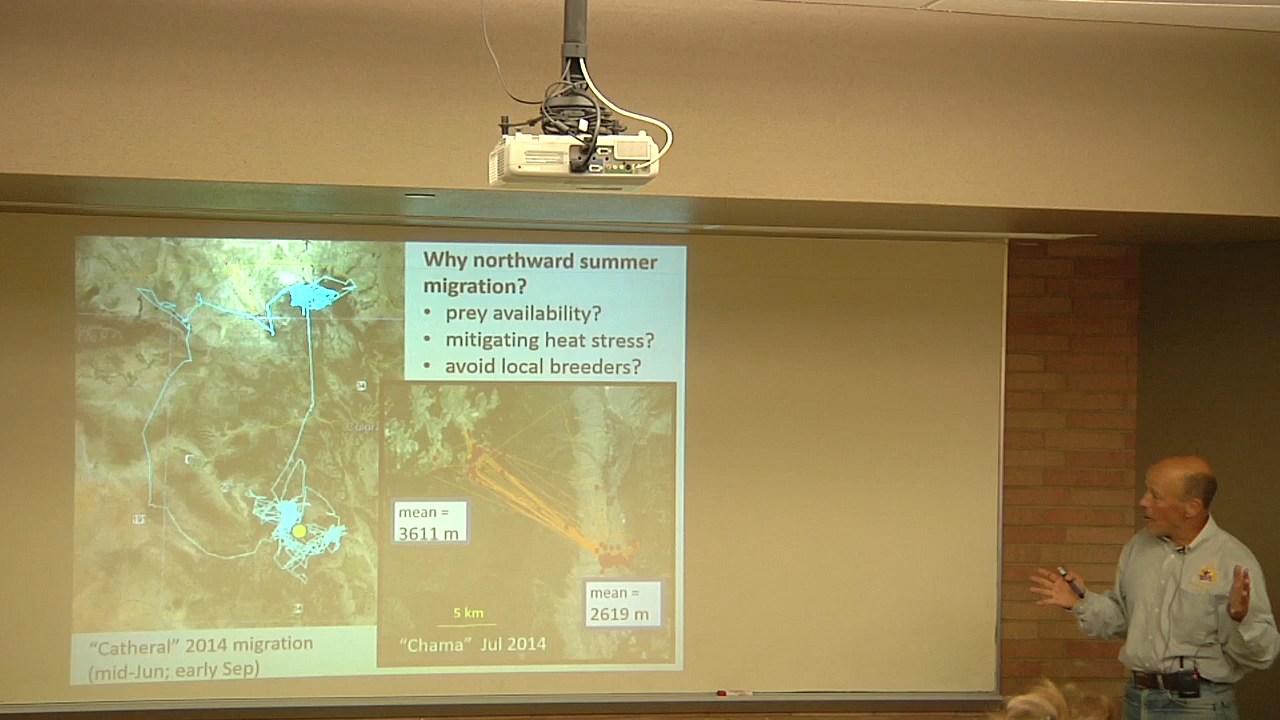 Why northward summer
migration?
• prey availability?
• mitigating heat stress?
• avoid local breeders?
mean =
3611 m
mean =
2619 m
5 km
"Chama" Jul 2014
"Catheral" 2014 migration
(mid-Jun; early Sep)